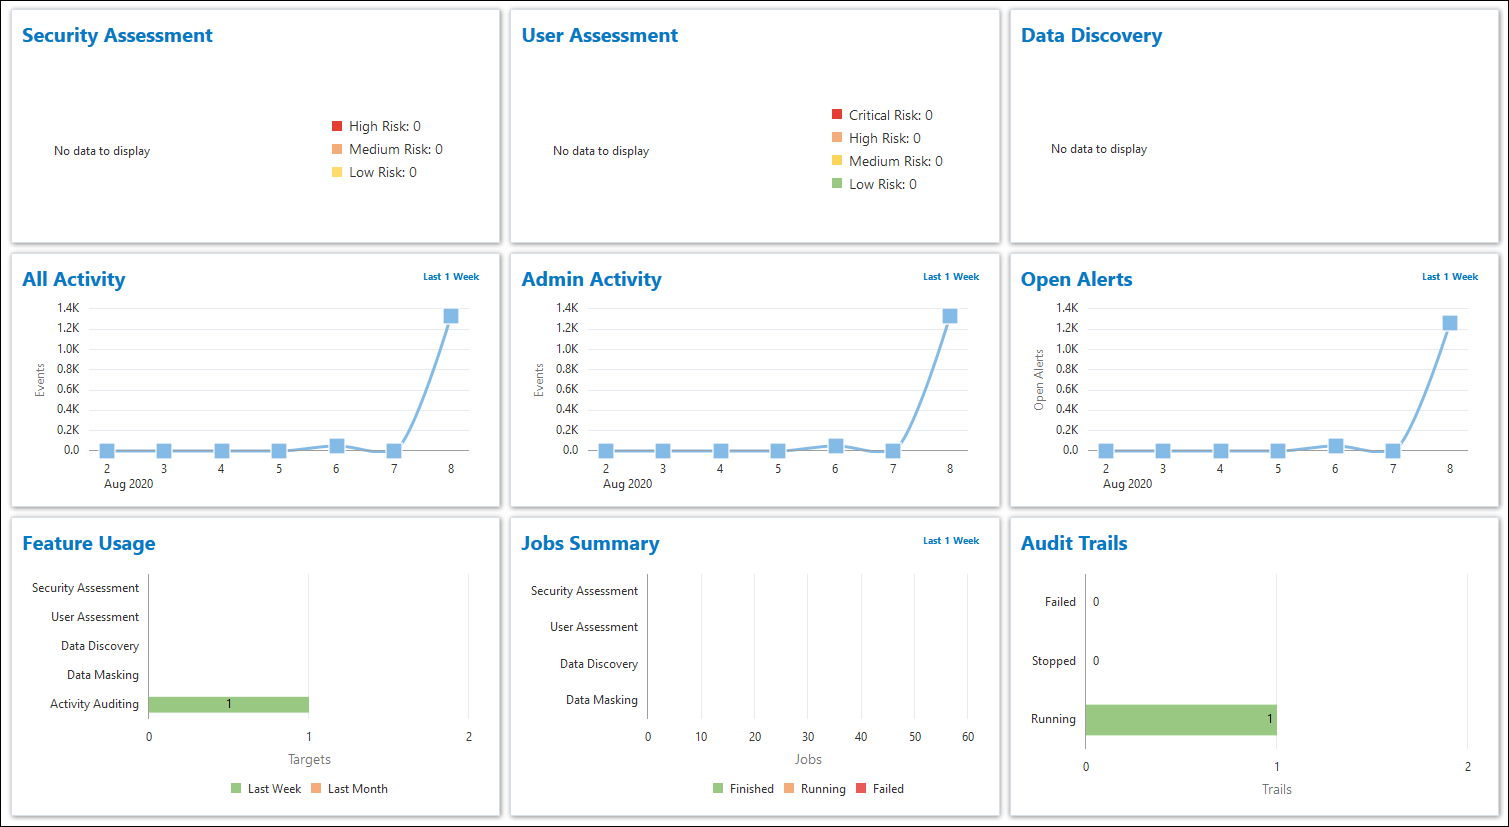 Security Assessment
No data to display
High Risk: 0
Medium Risk: 0
Low Risk: 0
User Assessment
No data to display
Critical Risk: 0
High Risk: 0
Medium Risk: 0
Low Risk: 0
Data Discovery
No data to display
All Activity
Last 1 Week
Events
1.4K
1.2K
1.0K
0.8K
0.6K
0.4K
0.2K
0.0
2 3 4 5 6 7 8
Aug 2020
Admin Activity
Last 1 Week
Events
1.4K
1.2K
1.0K
0.8K
0.6K
0.4K
0.2K
0.0
2 3 4 5 6 7 8
Aug 2020
Open Alerts
Last 1 Week
Open Alerts
1.4K
1.2K
1.0K
0.8K
0.6K
0.4K
0.2K
0.0
2 3 4 5 6 7 8
Aug 2020
Feature Usage
Security Assessment
User Assessment
Data Discovery
Data Masking
Activity Auditing 1
0 1 2
Targets
Last Week Last Month
Jobs Summary
Last 1 Week
Security Assessment
User Assessment
Data Discovery
Data Masking
0 10 20 30 40 50 60
Jobs
Finished Running Failed
Audit Trails
Failed 0
Stopped 0
Running 1
0 1 2
Trails